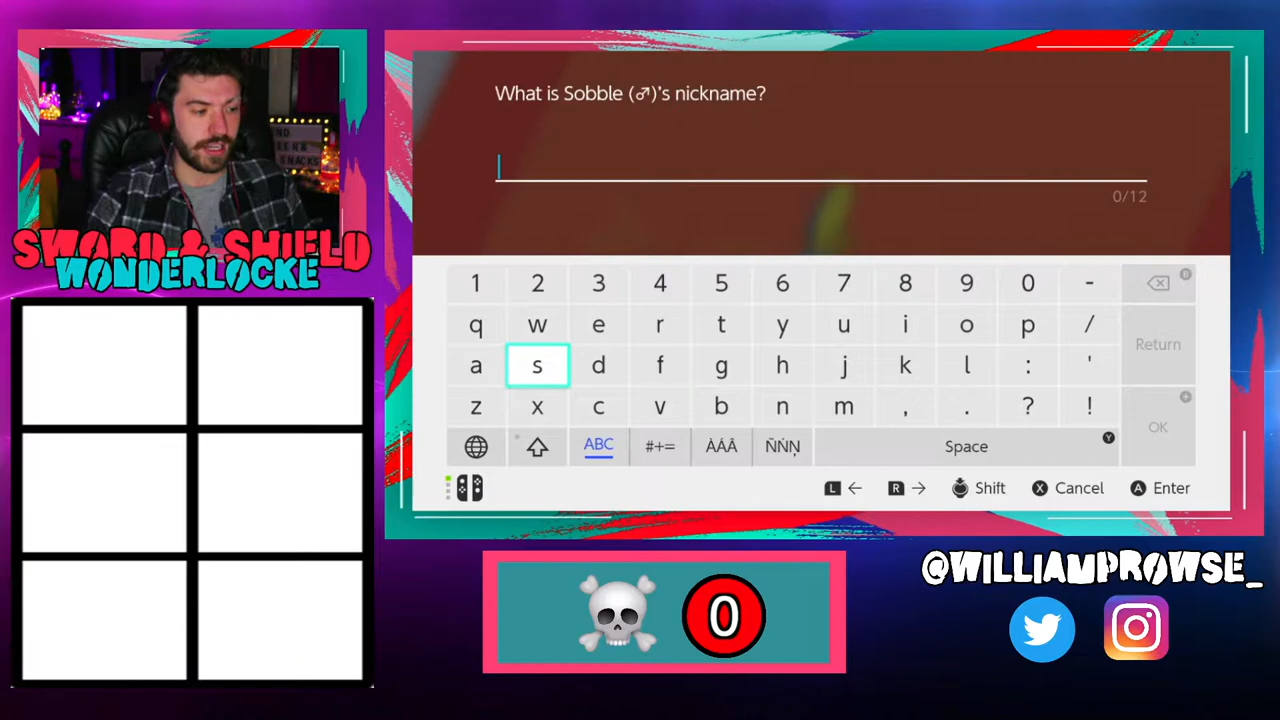 What is Sobble (♂)'s nickname?
0/12
1 2 3 4 5 6 7 8 9 0 -
q w e r t y u i o p /
Return
a s d f g h j k l : '
z x c v b n m , . ? !
OK
ABC #+= ÀÁÂ ÑŃŅ Space
L ← R → Shift X Cancel A Enter
SNACKS
SWORD & SHIELD
WONDERLOCKE
0
@WILLIAMPROWSE_